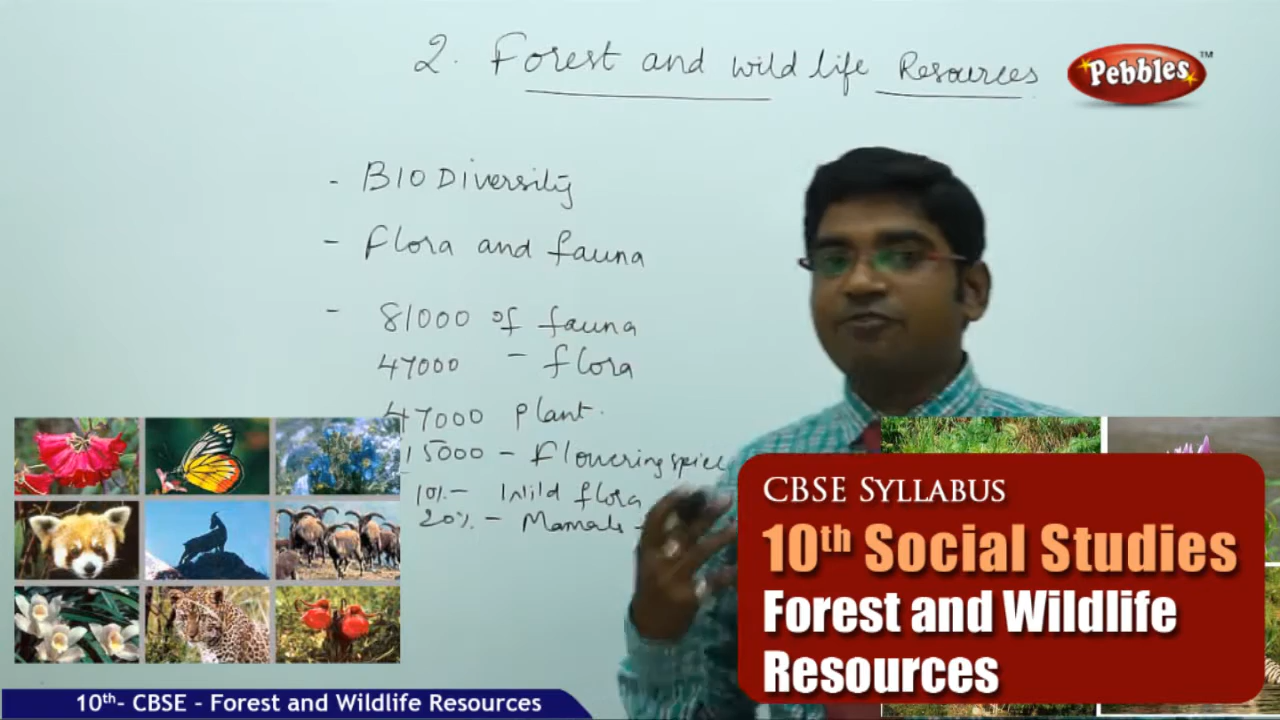 2. Forest and wild life Resources
Pebbles™
- BIO Diversity
- Flora and fauna
- 81000 of fauna
47000 - flora
47000 plant.
15000 - Flowering
10% - Wild flora
20% - Mamals -
CBSE SYLLABUS
10th Social Studies
Forest and Wildlife
Resources
10th- CBSE - Forest and Wildlife Resources